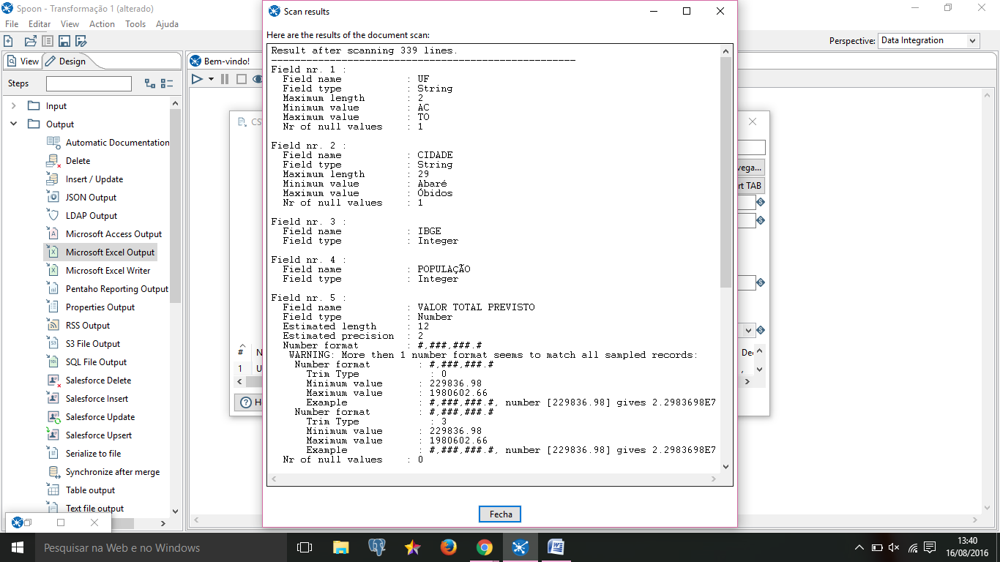 Spoon - Transformação 1 (alterado)
File Editar View Action Tools Ajuda
Perspective: Data Integration
View Design
Steps
Input
Output
Automatic Documentation
Delete
Insert / Update
JSON Output
LDAP Output
Microsoft Access Output
Microsoft Excel Output
Microsoft Excel Writer
Pentaho Reporting Output
Properties Output
RSS Output
S3 File Output
SQL File Output
Salesforce Delete
Salesforce Insert
Salesforce Update
Salesforce Upsert
Serialize to file
Synchronize after merge
Table output
Text file output
Bem-vindo!
CS
# N
1 U
H
vega...
rt TAB
De
,
Scan results
Here are the results of the document scan:
Result after scanning 339 lines.
----------------------------------------------------
Field nr. 1 :
Field name : UF
Field type : String
Maximum length : 2
Minimum value : AC
Maximum value : TO
Nr of null values : 1
Field nr. 2 :
Field name : CIDADE
Field type : String
Maximum length : 29
Minimum value : Abaré
Maximum value : Óbidos
Nr of null values : 1
Field nr. 3 :
Field name : IBGE
Field type : Integer
Field nr. 4 :
Field name : POPULAÇÃO
Field type : Integer
Field nr. 5 :
Field name : VALOR TOTAL PREVISTO
Field type : Number
Estimated length : 12
Estimated precision : 2
Number format : #,###,###.#
WARNING: More then 1 number format seems to match all sampled records:
Number format : #,###,###.#
Trim Type : 0
Minimum value : 229836.98
Maximum value : 1980602.66
Example : #,###,###.#, number [229836.98] gives 2.2983698E7
Number format : #,###,###.#
Trim Type : 3
Minimum value : 229836.98
Maximum value : 1980602.66
Example : #,###,###.#, number [229836.98] gives 2.2983698E7
Nr of null values : 0
Fecha
Pesquisar na Web e no Windows
13:40
16/08/2016